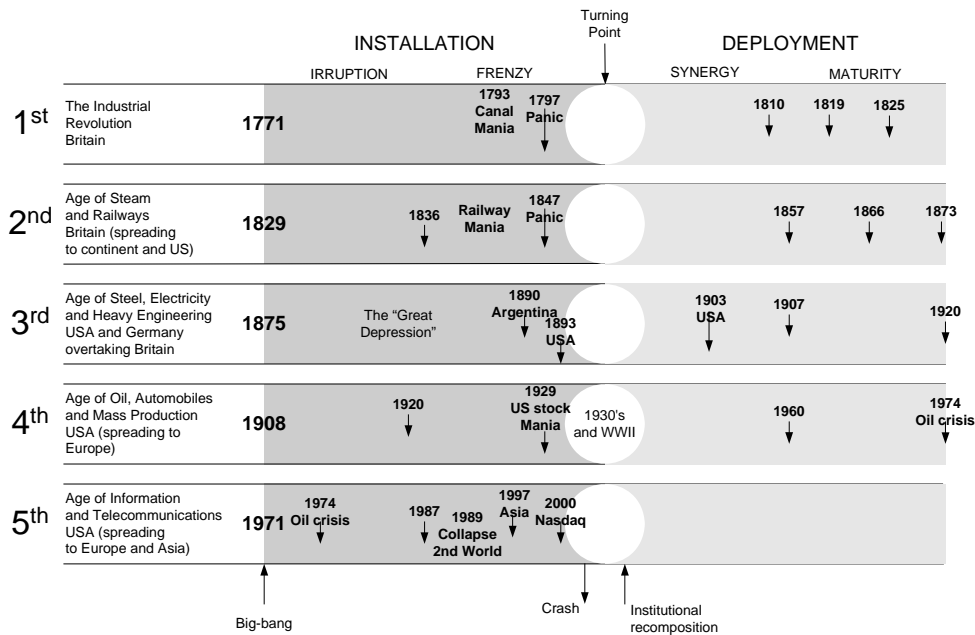 Turning
Point
INSTALLATION
DEPLOYMENT
IRRUPTION
FRENZY
SYNERGY
MATURITY
1st
The Industrial
Revolution
Britain
1771
1793
Canal
Mania
1797
Panic
1810
1819
1825
2nd
Age of Steam
and Railways
Britain (spreading
to continent and US)
1829
1836
Railway
Mania
1847
Panic
1857
1866
1873
3rd
Age of Steel, Electricity
and Heavy Engineering
USA and Germany
overtaking Britain
1875
The “Great
Depression”
1890
Argentina
1893
USA
1903
USA
1907
1920
4th
Age of Oil, Automobiles
and Mass Production
USA (spreading to
Europe)
1908
1920
1929
US stock
Mania
1930's
and WWII
1960
1974
Oil crisis
5th
Age of Information
and Telecommunications
USA (spreading
to Europe and Asia)
1971
1974
Oil crisis
1987
1989
Collapse
2nd World
1997
Asia
2000
Nasdaq
Big-bang
Crash
Institutional
recomposition